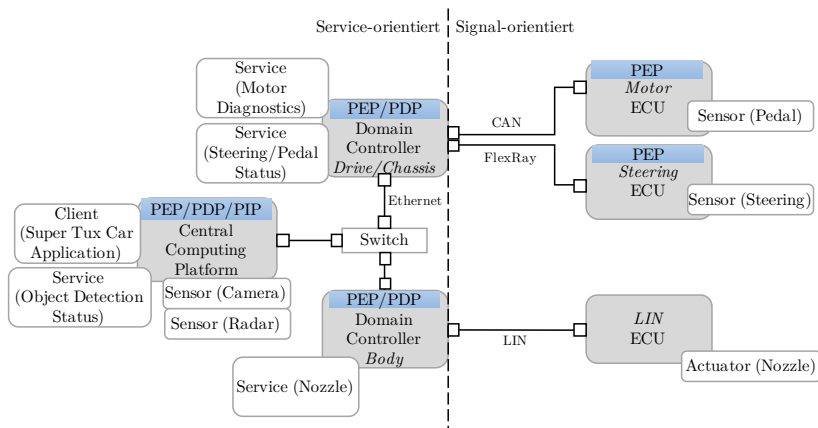 Service-orientiert
Signal-orientiert
Service
(Motor
Diagnostics)
Service
(Steering/Pedal
Status)
PEP/PDP
Domain
Controller
Drive/Chassis
CAN
FlexRay
PEP
Motor
ECU
Sensor (Pedal)
PEP
Steering
ECU
Sensor (Steering)
Ethernet
Client
(Super Tux Car
Application)
Service
(Object Detection
Status)
PEP/PDP/PIP
Central
Computing
Platform
Sensor (Camera)
Sensor (Radar)
Switch
PEP/PDP
Domain
Controller
Body
Service (Nozzle)
LIN
LIN
ECU
Actuator (Nozzle)